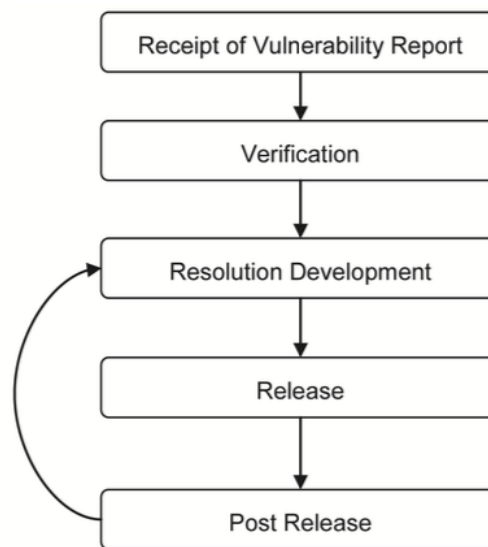 Receipt of Vulnerability Report
Verification
Resolution Development
Release
Post Release